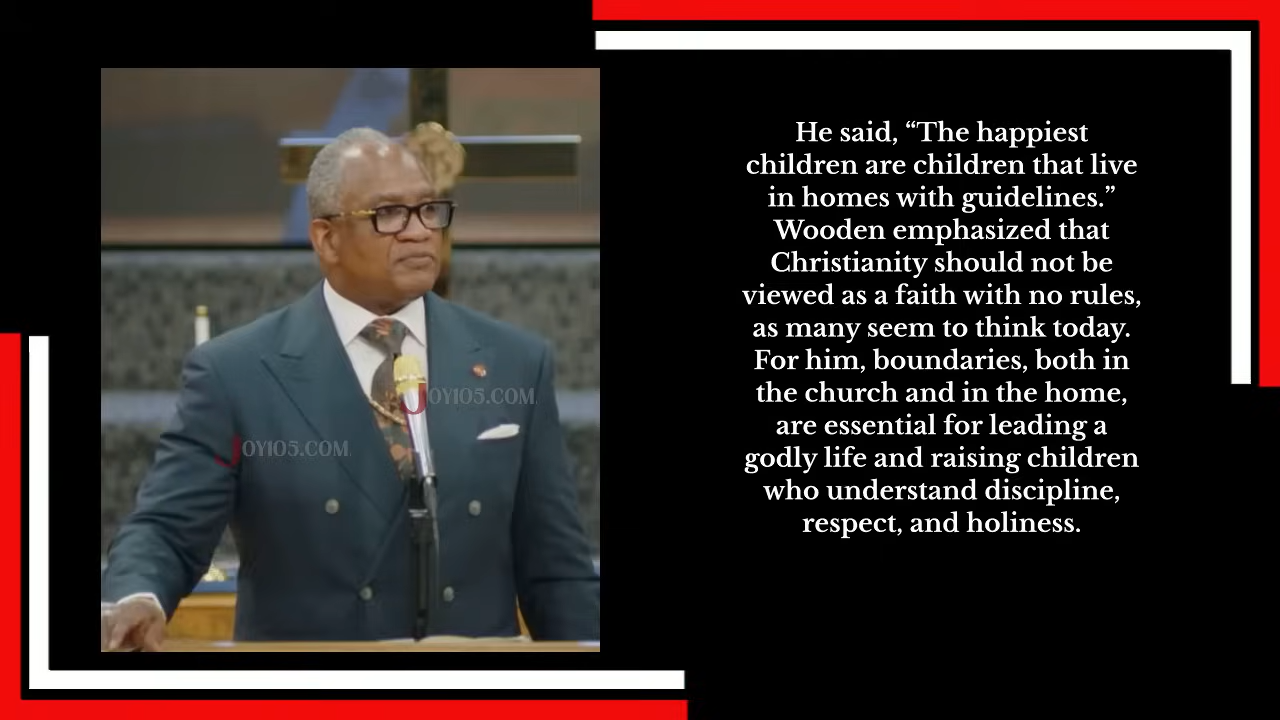 He said, “The happiest
children are children that live
in homes with guidelines.”
Wooden emphasized that
Christianity should not be
viewed as a faith with no rules,
as many seem to think today.
For him, boundaries, both in
the church and in the home,
are essential for leading a
godly life and raising children
who understand discipline,
respect, and holiness.
JOY105.COM
JOY105.COM